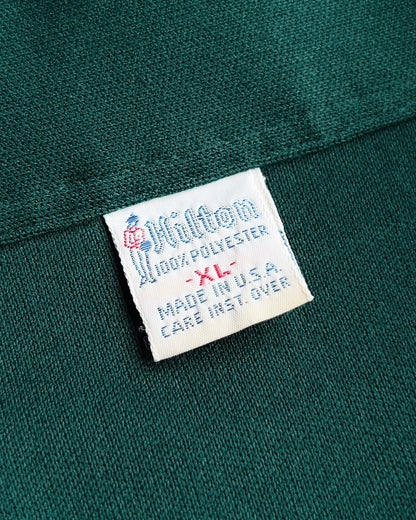 Hilton
100% POLYESTER
-XL-
MADE IN U.S.A.
CARE INST. OVER